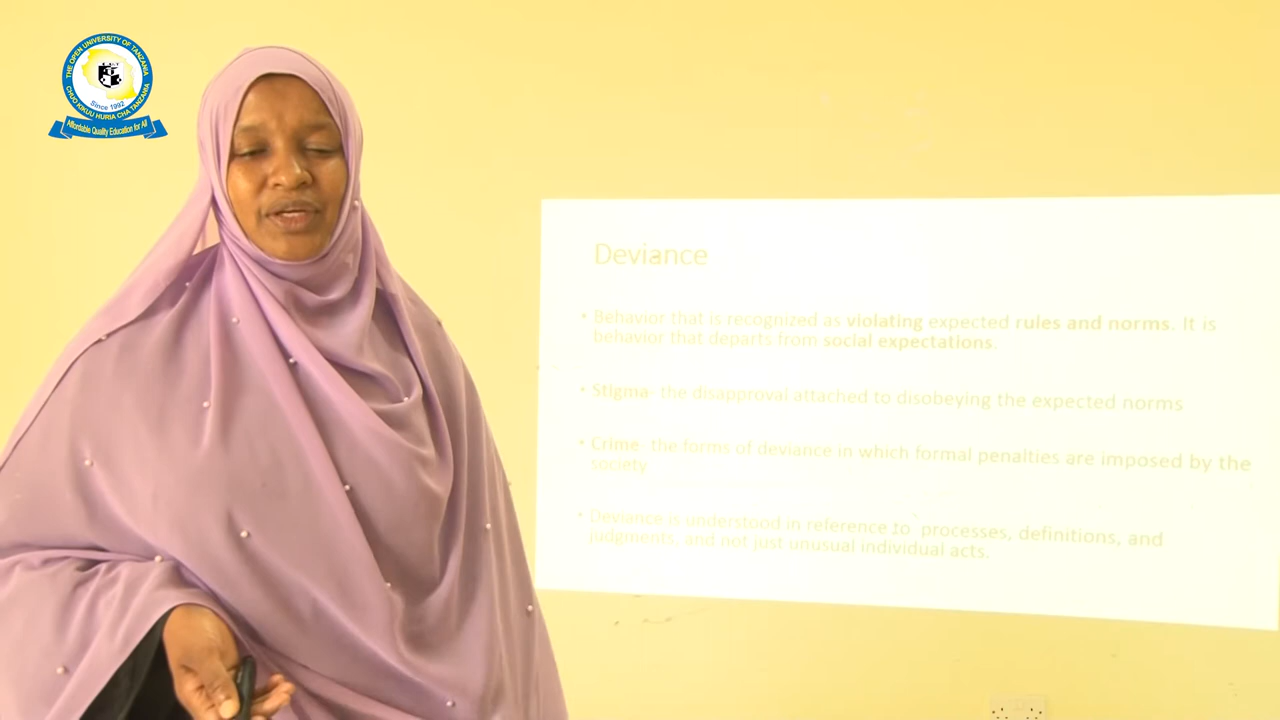 THE OPEN UNIVERSITY OF TANZANIA
Since 1992
CHUO KIKUU HURIA CHA TANZANIA
Affordable Quality Education for All
Deviance
• Behavior that is recognized as violating expected rules and norms. It is
behavior that departs from social expectations.
• Stigma- the disapproval attached to disobeying the expected norms
• Crime- the forms of deviance in which formal penalties are imposed by the
society
• Deviance is understood in reference to processes, definitions, and
judgments, and not just unusual individual acts.